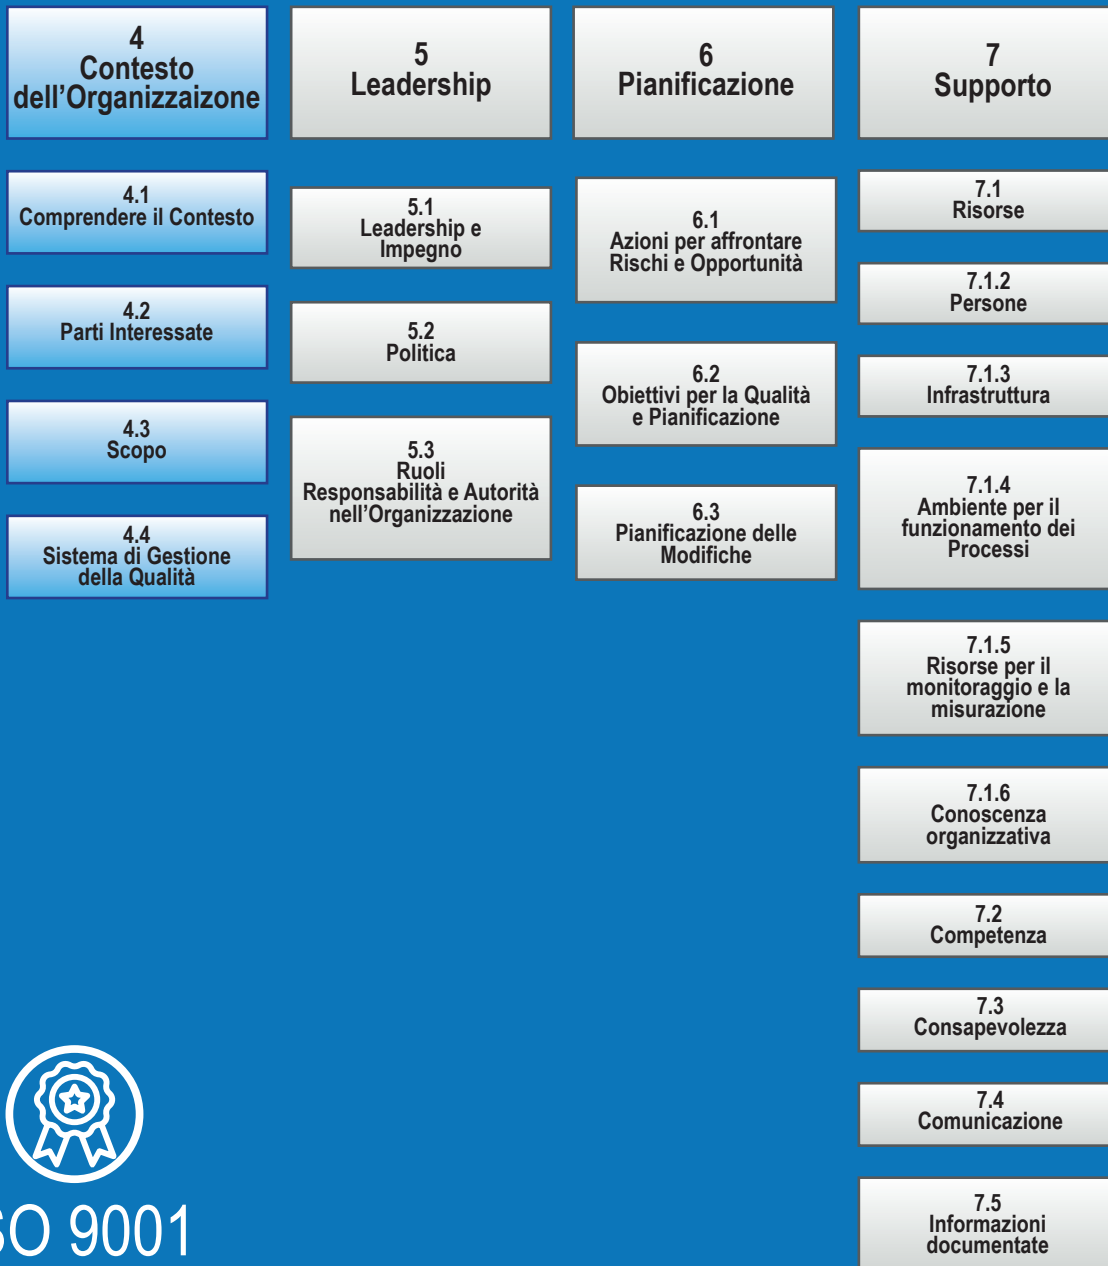 4
Contesto
dell'Organizzaizone
4.1
Comprendere il Contesto
4.2
Parti Interessate
4.3
Scopo
4.4
Sistema di Gestione
della Qualità
5
Leadership
5.1
Leadership e
Impegno
5.2
Politica
5.3
Ruoli
Responsabilità e Autorità
nell'Organizzazione
6
Pianificazione
6.1
Azioni per affrontare
Rischi e Opportunità
6.2
Obiettivi per la Qualità
e Pianificazione
6.3
Pianificazione delle
Modifiche
7
Supporto
7.1
Risorse
7.1.2
Persone
7.1.3
Infrastruttura
7.1.4
Ambiente per il
funzionamento dei
Processi
7.1.5
Risorse per il
monitoraggio e la
misurazione
7.1.6
Conoscenza
organizzativa
7.2
Competenza
7.3
Consapevolezza
7.4
Comunicazione
7.5
Informazioni
documentate
SO 9001